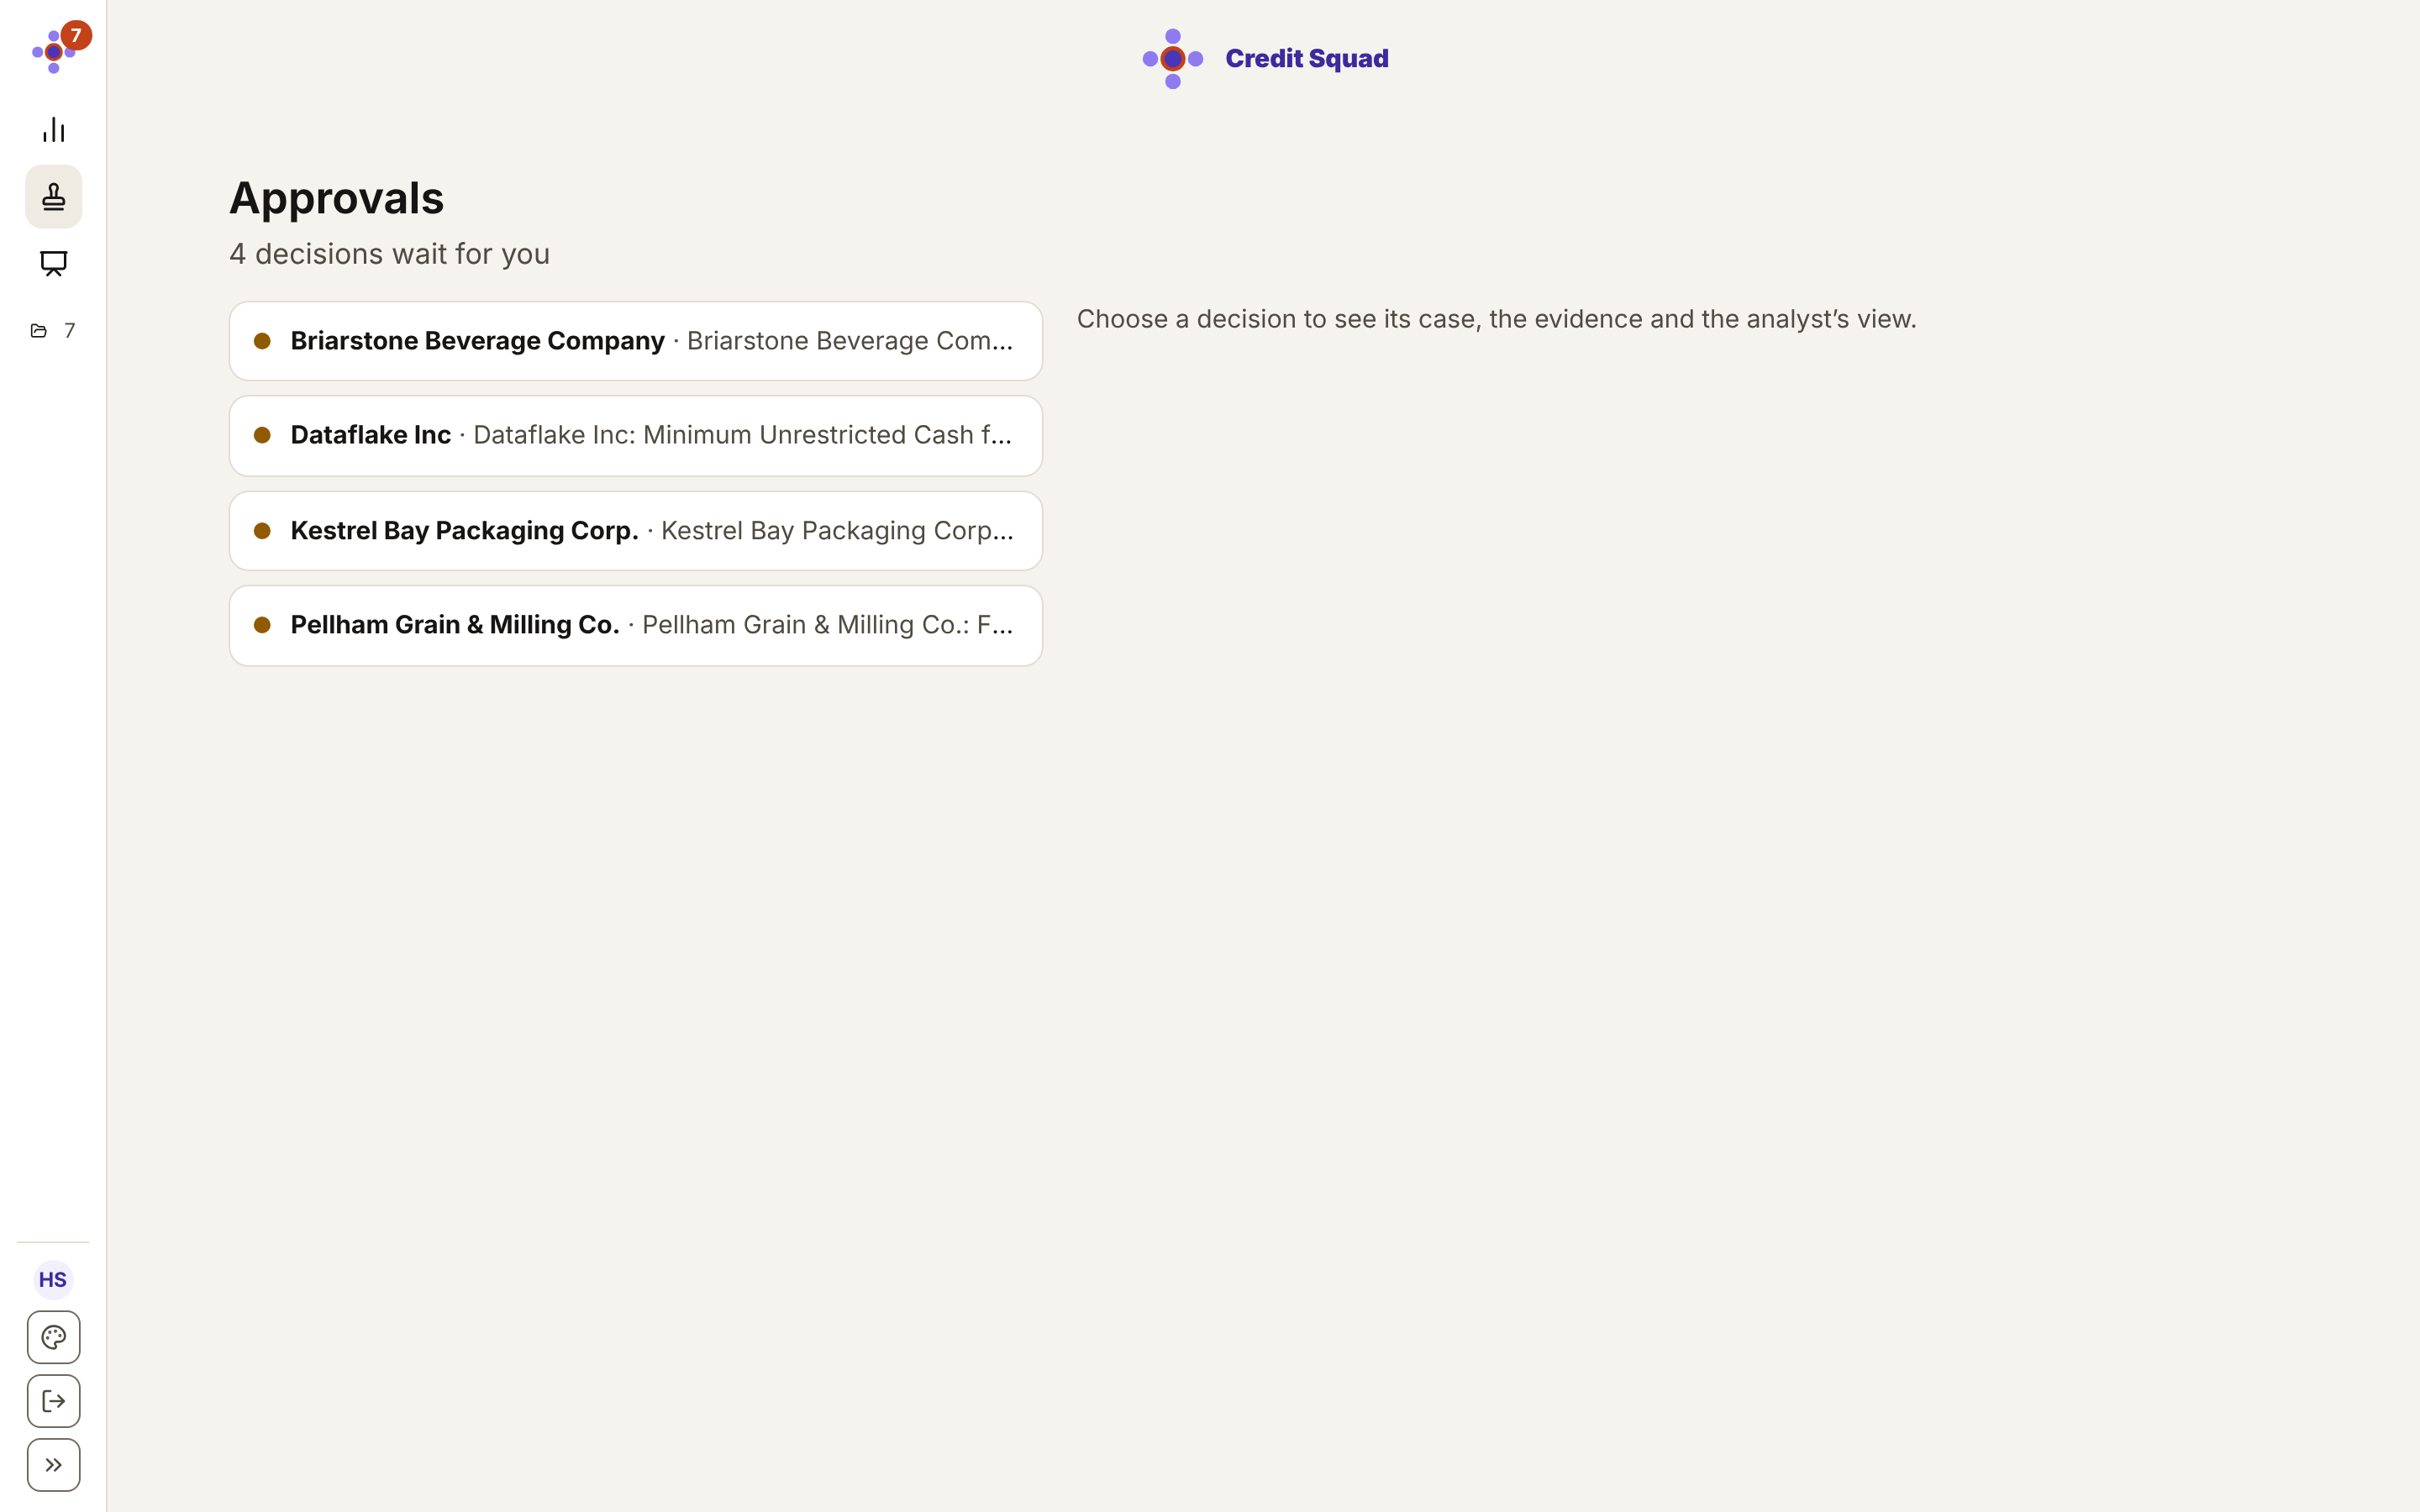 7
Credit Squad
Approvals
4 decisions wait for you
7
Briarstone Beverage Company · Briarstone Beverage Com...
Choose a decision to see its case, the evidence and the analyst’s view.
Dataflake Inc · Dataflake Inc: Minimum Unrestricted Cash f...
Kestrel Bay Packaging Corp. · Kestrel Bay Packaging Corp...
Pellham Grain & Milling Co. · Pellham Grain & Milling Co.: F...
HS